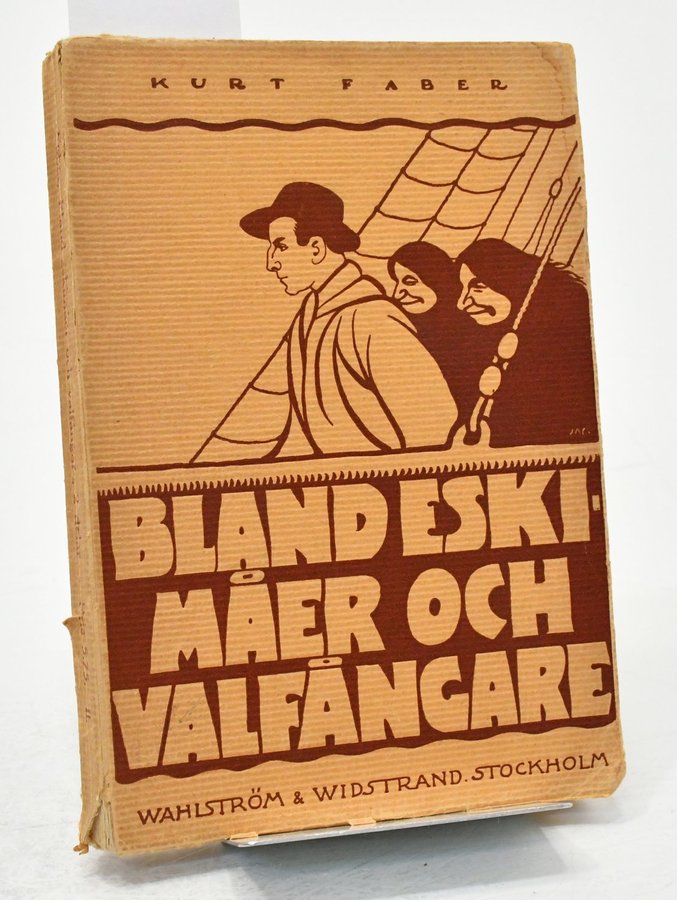 KURT FABER
BLAND ESKI-
MÅER OCH
VALFÅNGARE
WAHLSTRÖM & WIDSTRAND. STOCKHOLM